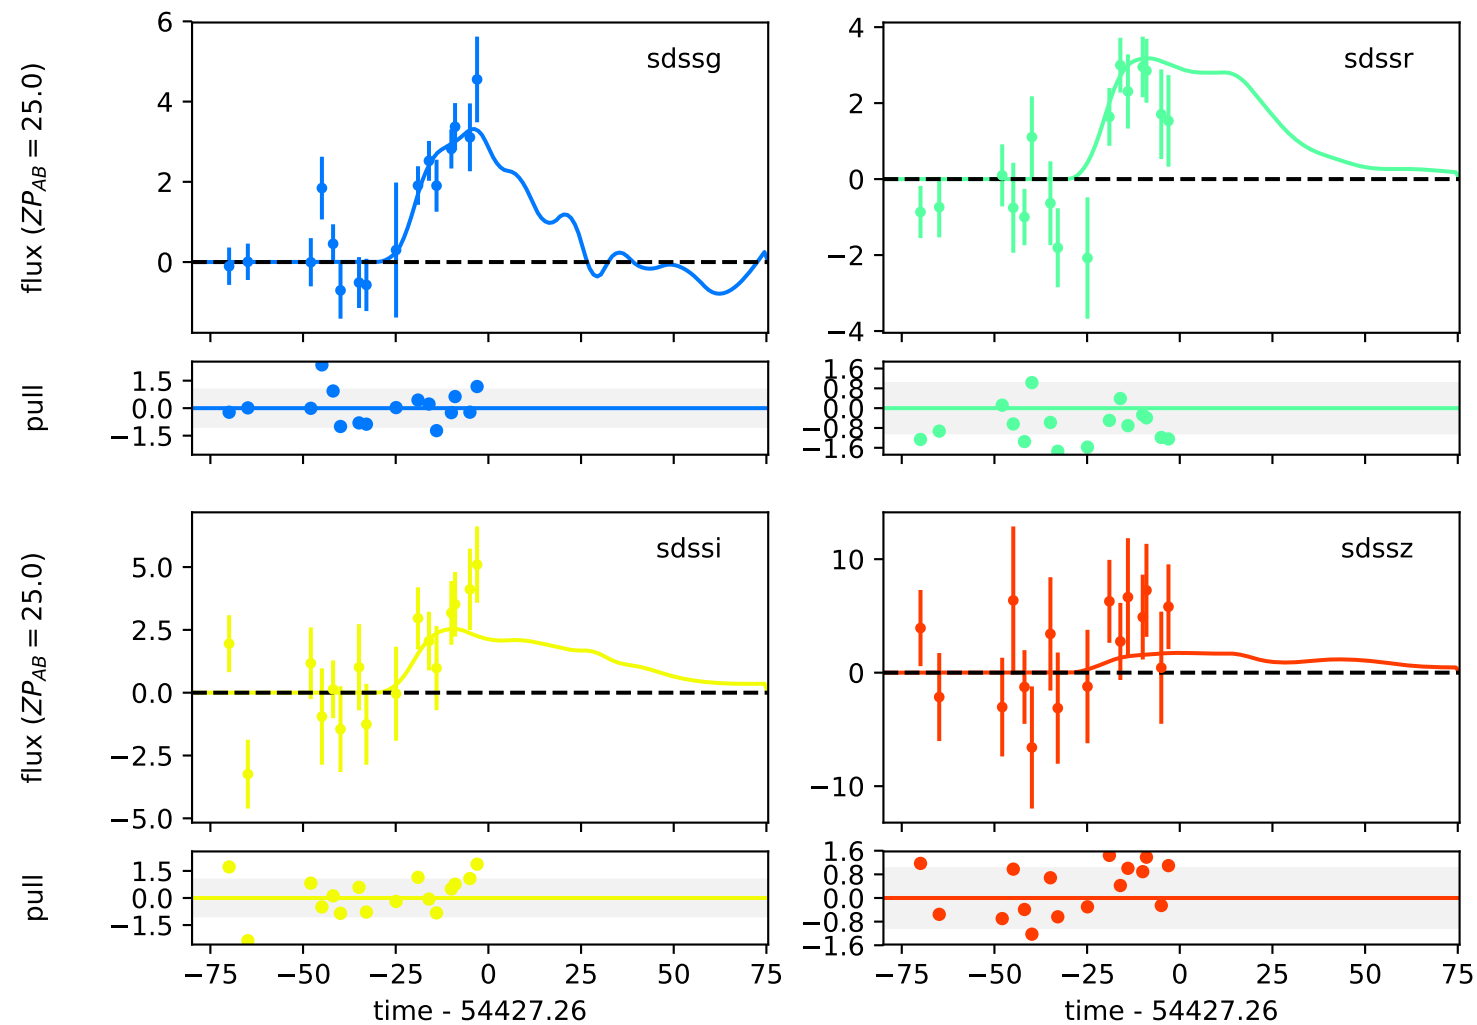 sdssg
flux (ZP_AB = 25.0)
6
4
2
0
sdssr
4
2
0
−2
−4
pull
1.5
0.0
−1.5
1.6
0.8
0.0
−0.8
−1.6
sdssi
flux (ZP_AB = 25.0)
5.0
2.5
0.0
−2.5
−5.0
sdssz
10
0
−10
pull
1.5
0.0
−1.5
1.6
0.8
0.0
−0.8
−1.6
−75 −50 −25 0 25 50 75
time - 54427.26
−75 −50 −25 0 25 50 75
time - 54427.26